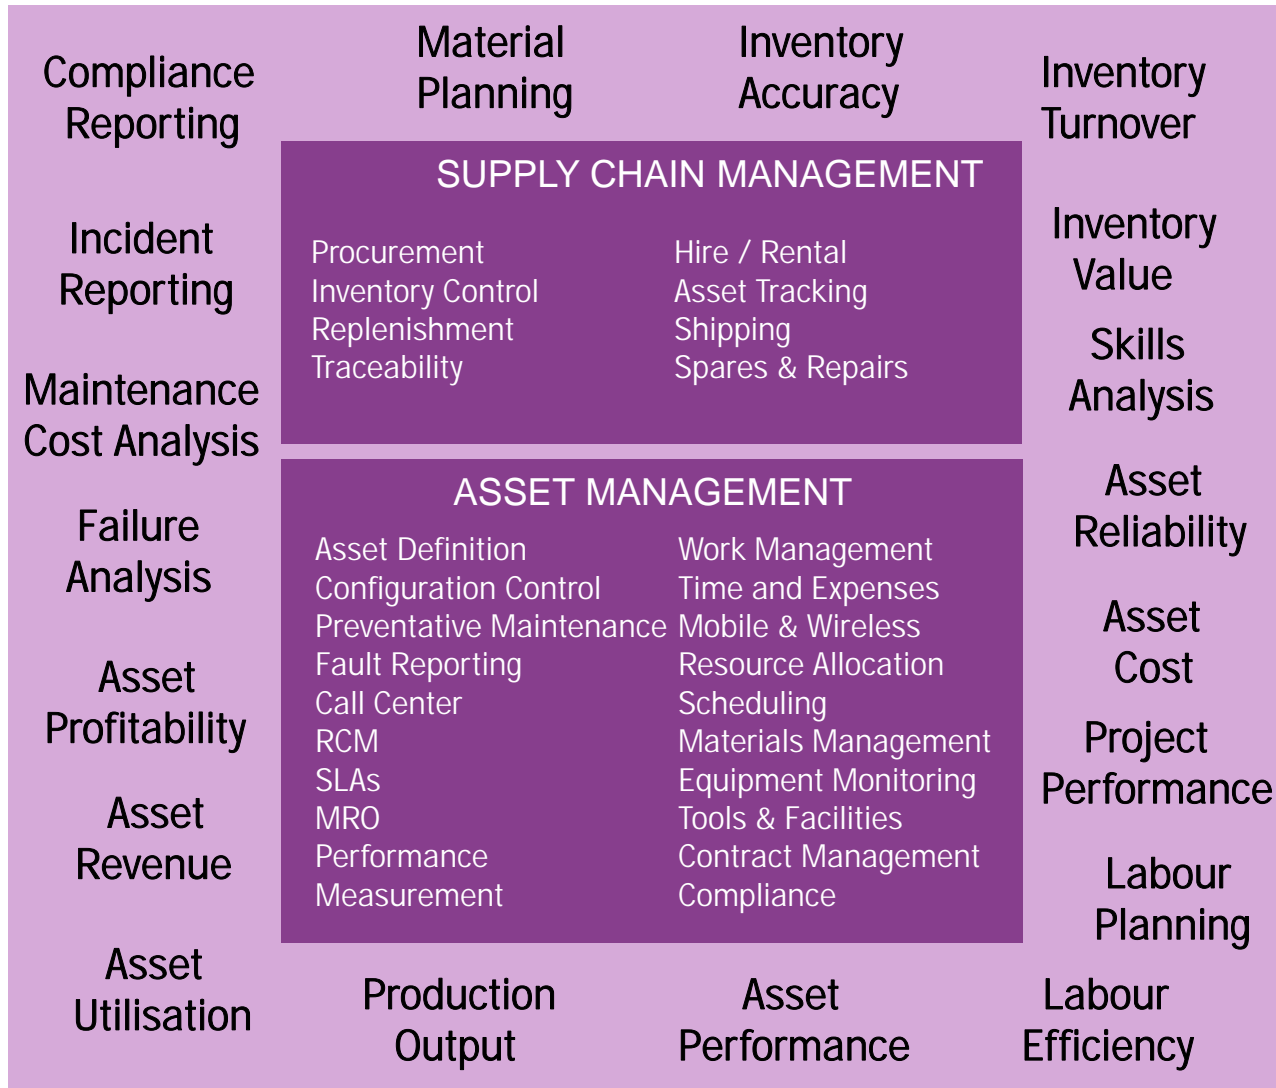 Compliance
Reporting
Material
Planning
Inventory
Accuracy
Inventory
Turnover
Incident
Reporting
Maintenance
Cost Analysis
Failure
Analysis
Asset
Profitability
Asset
Revenue
Asset
Utilisation
SUPPLY CHAIN MANAGEMENT
Procurement
Inventory Control
Replenishment
Traceability
Hire / Rental
Asset Tracking
Shipping
Spares & Repairs
ASSET MANAGEMENT
Asset Definition
Configuration Control
Preventative Maintenance
Fault Reporting
Call Center
RCM
SLAs
MRO
Performance
Measurement
Work Management
Time and Expenses
Mobile & Wireless
Resource Allocation
Scheduling
Materials Management
Equipment Monitoring
Tools & Facilities
Contract Management
Compliance
Inventory
Value
Skills
Analysis
Asset
Reliability
Asset
Cost
Project
Performance
Labour
Planning
Production
Output
Asset
Performance
Labour
Efficiency